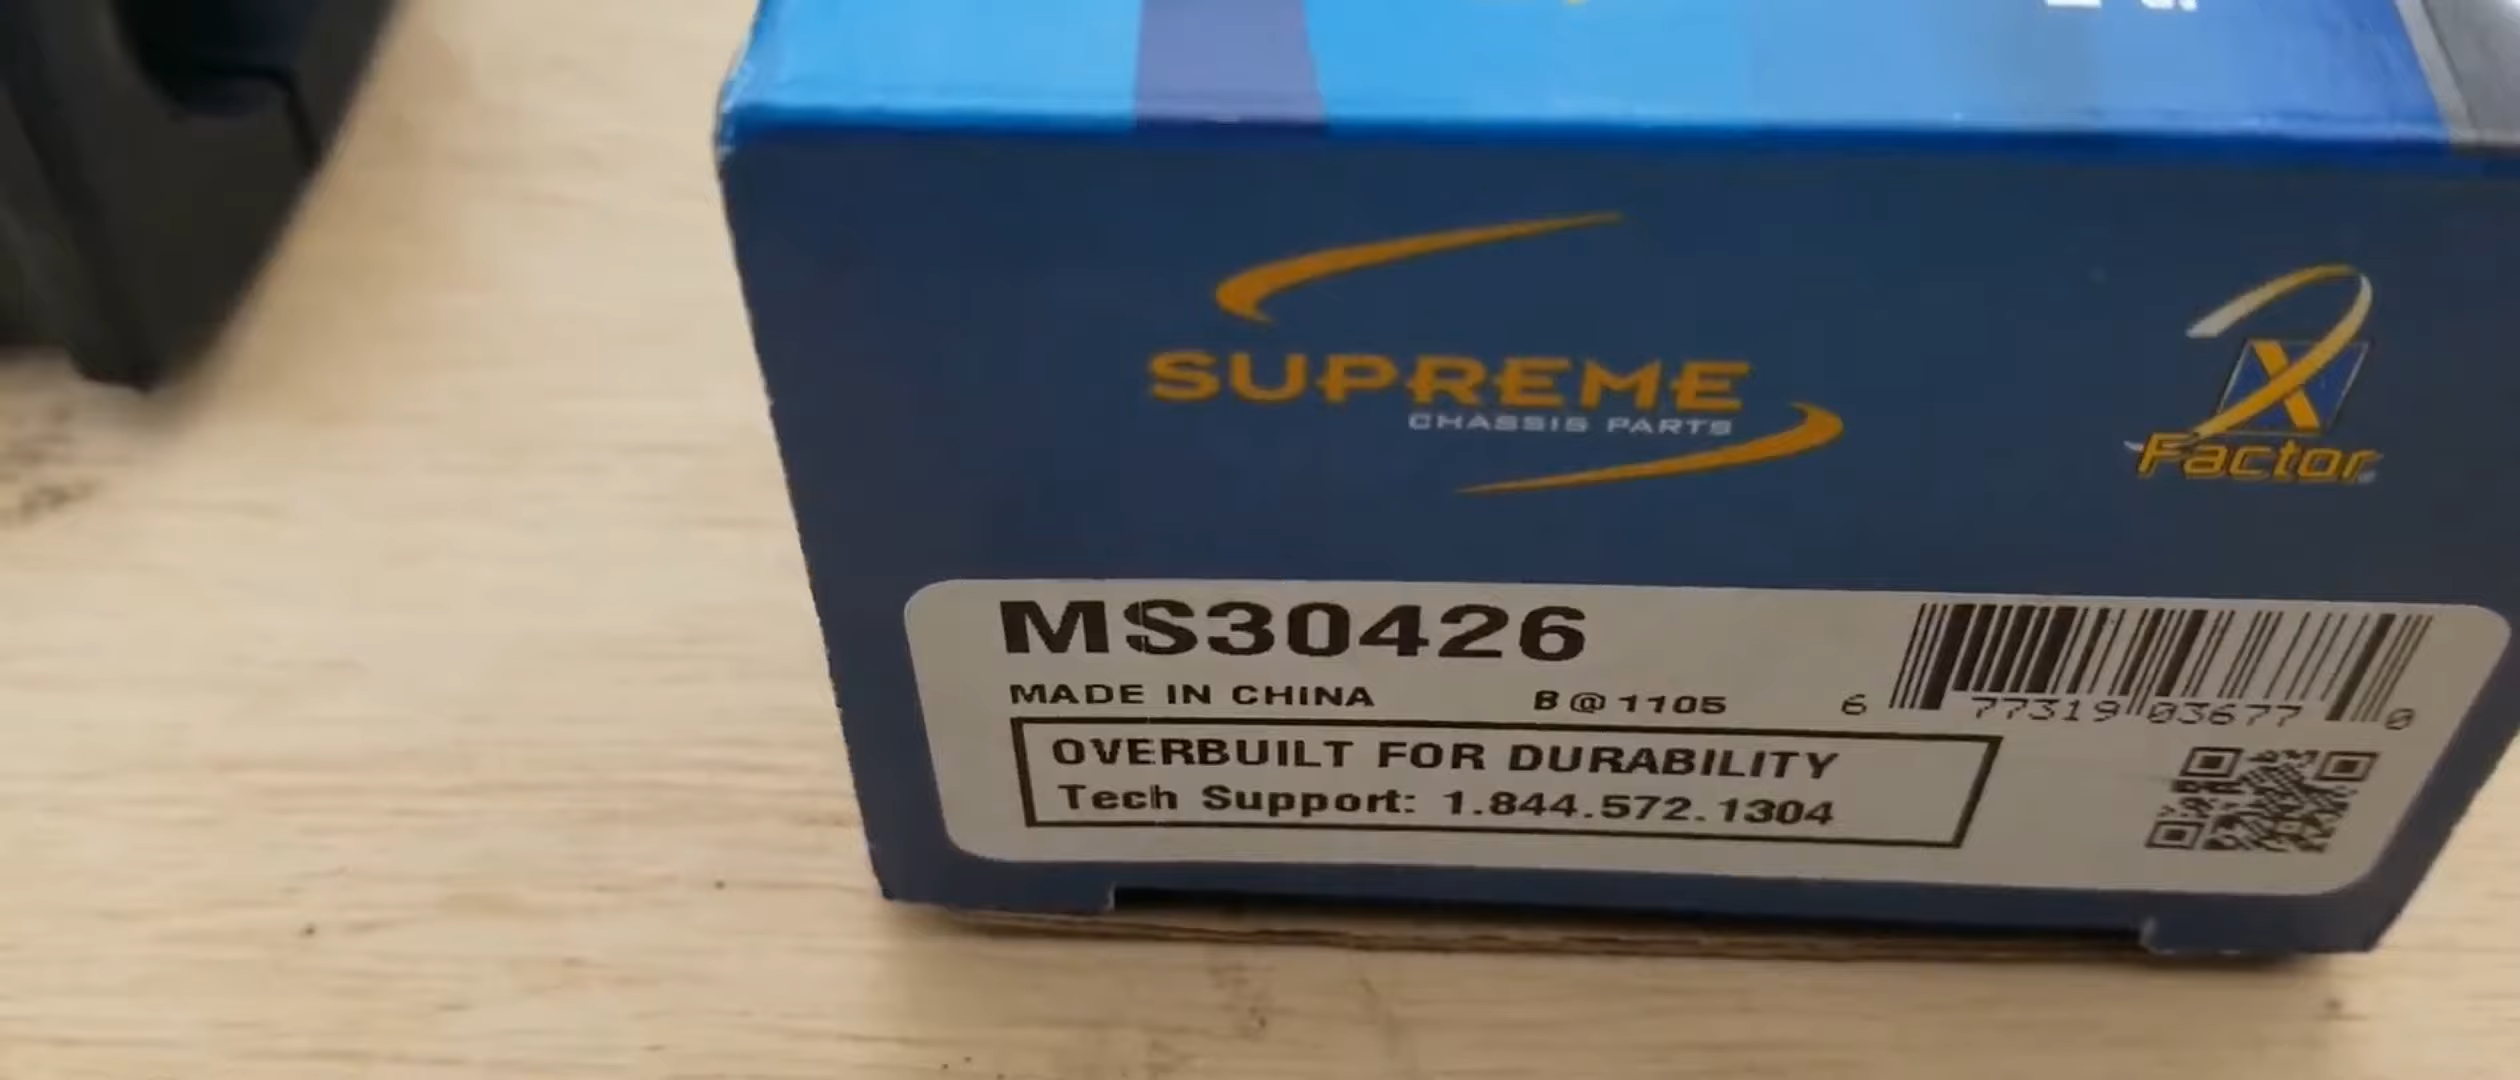 SUPREME
CHASSIS PARTS
X
Factor
MS30426
MADE IN CHINA B@1105
6 77319 03677 0
OVERBUILT FOR DURABILITY
Tech Support: 1.844.572.1304